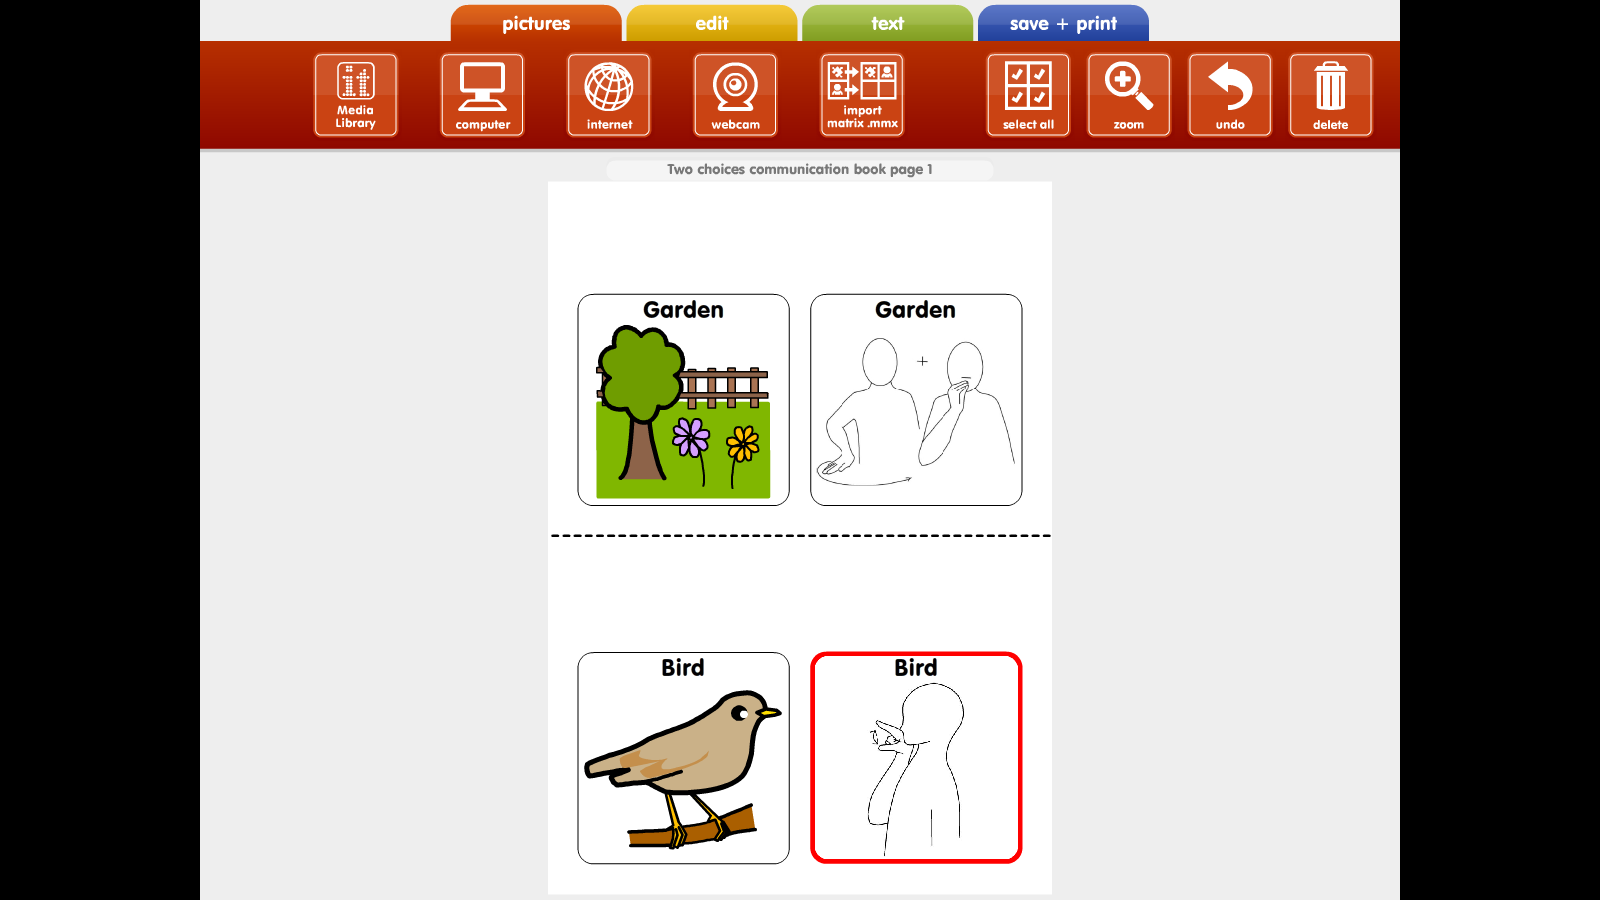 pictures
edit
text
save + print
Media
Library
computer
internet
webcam
import
matrix .mmx
select all
zoom
undo
delete
Two choices communication book page 1
Garden
Garden
Bird
Bird